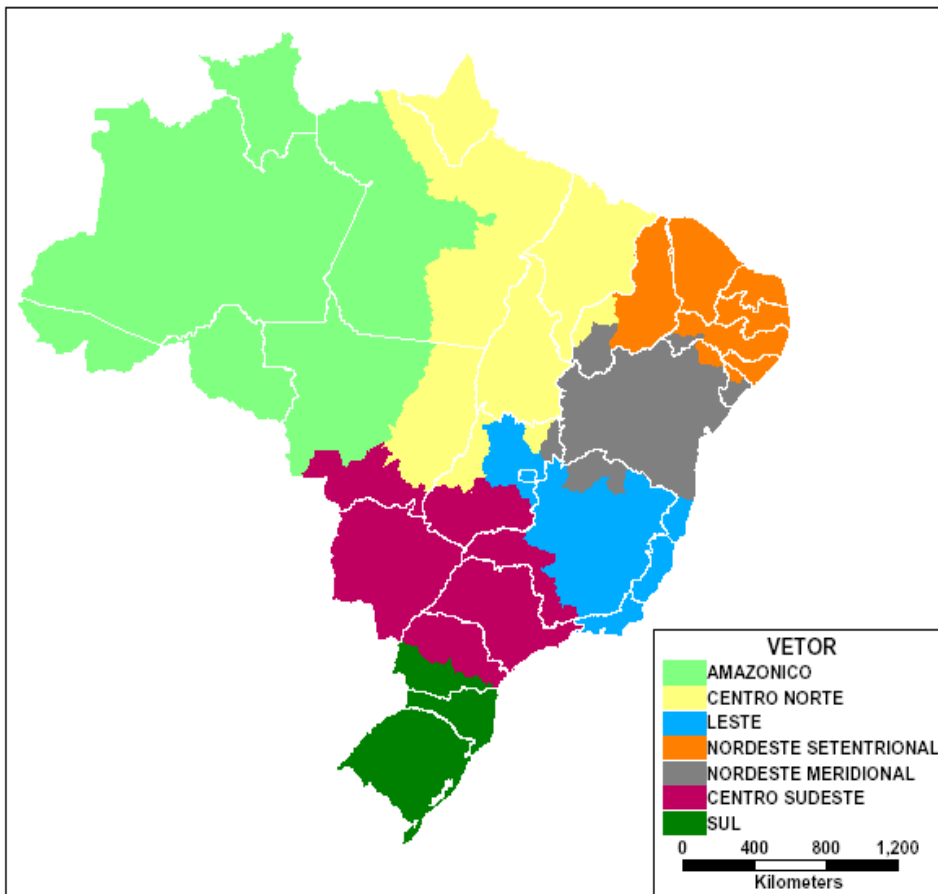 VETOR
AMAZONICO
CENTRO NORTE
LESTE
NORDESTE SETENTRIONAL
NORDESTE MERIDIONAL
CENTRO SUDESTE
SUL
0 400 800 1,200
Kilometers